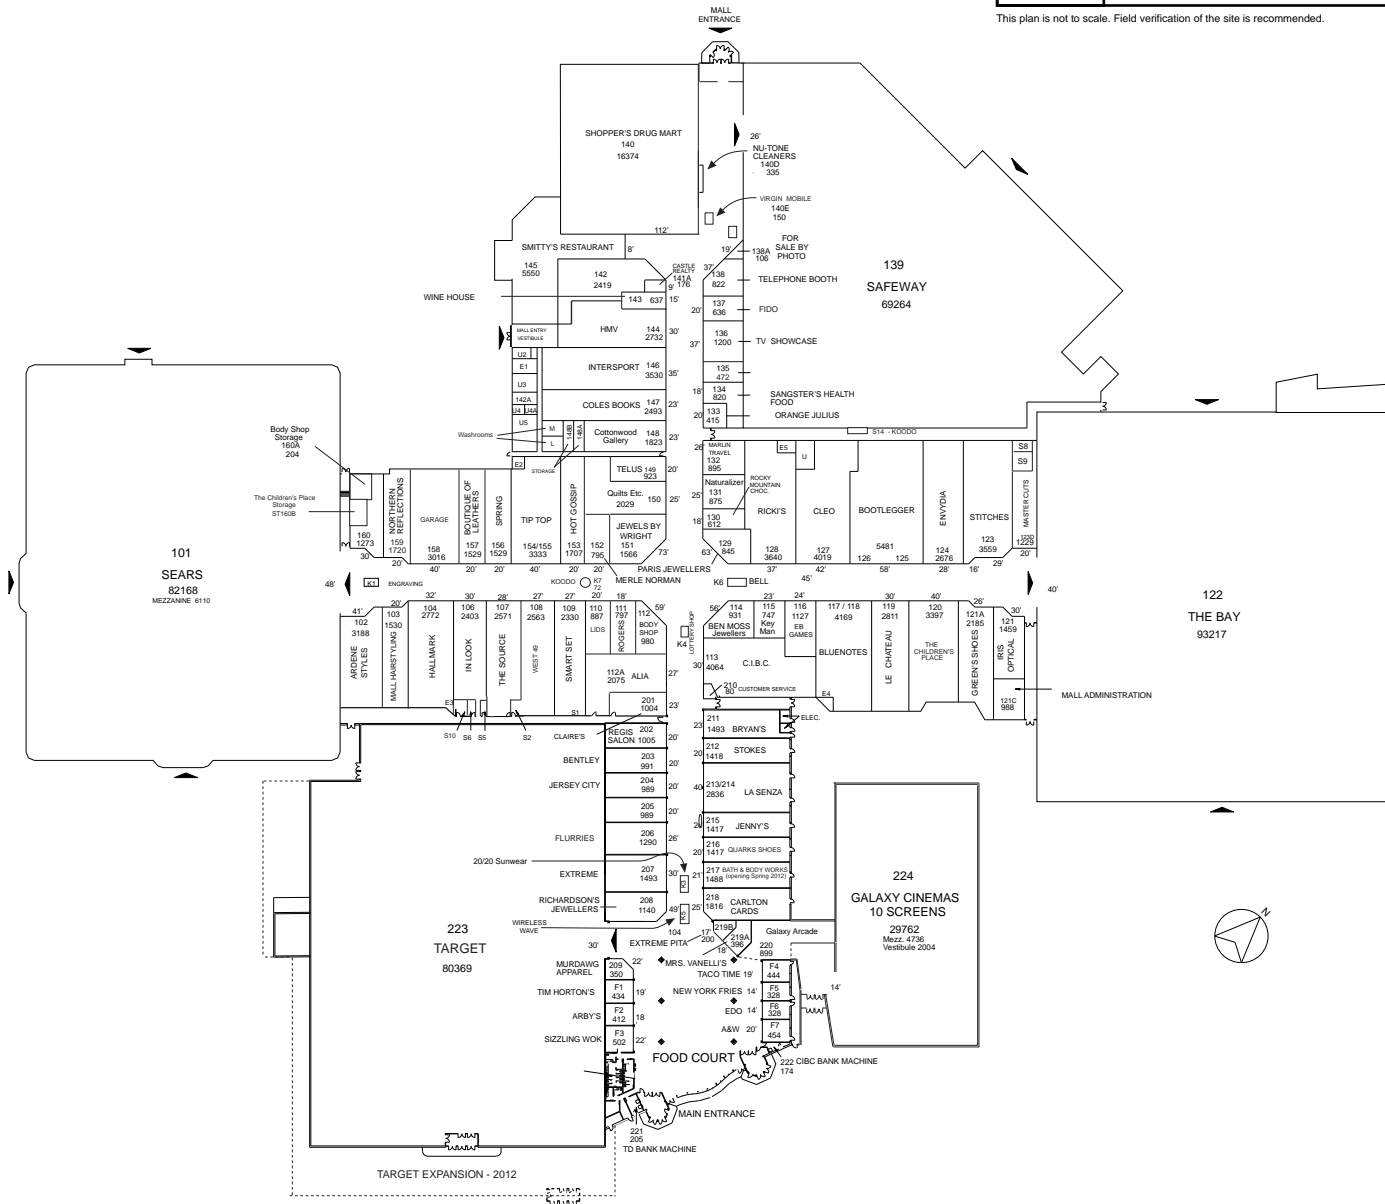 This plan is not to scale. Field verification of the site is recommended.
MALL
ENTRANCE
SHOPPER'S DRUG MART
140
16374
112'
26'
NU-TONE
CLEANERS
140D
335
VIRGIN MOBILE
140E
150
FOR
SALE BY
PHOTO
138A
106
19'
37'
138
822
TELEPHONE BOOTH
137
636
20'
FIDO
136
1200
37'
TV SHOWCASE
135
472
134
820
18'
SANGSTER'S HEALTH
FOOD
133
415
20'
ORANGE JULIUS
139
SAFEWAY
69264
S14 - KOODO
SMITTY'S RESTAURANT
8'
145
5550
142
2419
CASTLE
REALTY
141A
176
9'
WINE HOUSE
143
637
15'
MALL ENTRY
VESTIBULE
HMV
144
2732
30'
U2
E1
U3
142A
U4
U4A
U5
INTERSPORT
146
3530
35'
COLES BOOKS
147
2493
23'
Washrooms
M
L
148B
148A
STORAGE
Cottonwood
Gallery
148
1823
23'
E2
TELUS
149
923
20'
Quilts Etc.
2029
150
25'
JEWELS BY
WRIGHT
151
1566
73'
Body Shop
Storage
160A
204
The Children's Place
Storage
ST160B
160
1273
30'
NORTHERN
REFLECTIONS
159
1720
20'
GARAGE
158
3016
40'
BOUTIQUE OF
LEATHERS
157
1529
20'
SPRING
156
1529
20'
TIP TOP
154/155
3333
40'
HOT GOSSIP
153
1707
20'
152
795
20'
MERLE NORMAN
KOODO
K7
72
K1
ENGRAVING
48'
101
SEARS
82168
MEZZANINE 6110
26'
MARLIN
TRAVEL
132
895
Naturalizer
131
875
25'
130
612
18'
ROCKY
MOUNTAIN
CHOC.
129
845
63'
PARIS JEWELLERS
E5
U
RICKI'S
128
3640
37'
CLEO
127
4019
42'
45'
BOOTLEGGER
5481
126
125
58'
ENVYDIA
124
2676
28'
STITCHES
123
3559
16'
29'
S8
S9
MASTER CUTS
1229
20'
K6
BELL
40'
122
THE BAY
93217
41'
102
3188
ARDENE
STYLES
20'
103
1530
MALL HAIRSTYLING
32'
104
2772
HALLMARK
30'
106
2403
IN LOOK
28'
107
2571
THE SOURCE
27'
108
2563
WEST 49
27'
109
2330
SMART SET
20'
110
887
LIDS
18'
111
797
ROGERS
59'
112
BODY
SHOP
980
112A
2075
ALIA
27'
K4
LOTTERY SHOP
E3
S10
S6
S5
S2
S1
201
1004
23'
CLAIRE'S
56'
114
931
BEN MOSS
Jewellers
23'
115
747
Key
Man
24'
116
1127
EB
GAMES
117 / 118
4169
BLUENOTES
30'
119
2811
LE CHATEAU
40'
120
3397
THE
CHILDREN'S
PLACE
26'
121A
2185
GREEN'S SHOES
30'
121
1459
IRIS
OPTICAL
121C
988
MALL ADMINISTRATION
113
4064
C.I.B.C.
30'
210
80
CUSTOMER SERVICE
E4
ELEC.
REGIS
SALON
202
1005
20'
BENTLEY
203
991
20'
JERSEY CITY
204
989
20'
205
989
20'
FLURRIES
206
1290
26'
20/20 Sunwear
EXTREME
207
1493
30'
K3
RICHARDSON'S
JEWELLERS
208
1140
49'
K5
WIRELESS
WAVE
104
211
1493
23'
BRYAN'S
212
1418
20'
STOKES
213/214
2836
40'
LA SENZA
215
1417
JENNY'S
216
1417
20'
QUARKS SHOES
217
1488
21'
BATH & BODY WORKS
(opening Spring 2012)
218
1816
25'
CARLTON
CARDS
EXTREME PITA
17'
200
219B
219A
396
18'
MRS. VANELLI'S
Galaxy Arcade
220
899
224
GALAXY CINEMAS
10 SCREENS
29762
Mezz. 4736
Vestibule 2004
14'
N
223
TARGET
80369
30'
MURDAWG
APPAREL
209
350
22'
TIM HORTON'S
F1
434
19'
ARBY'S
F2
412
18
SIZZLING WOK
F3
502
22'
TACO TIME 19'
F4
444
NEW YORK FRIES 14'
F5
328
EDO 14'
F6
328
A&W 20'
F7
454
FOOD COURT
222 CIBC BANK MACHINE
174
MAIN ENTRANCE
221
205
TD BANK MACHINE
TARGET EXPANSION - 2012